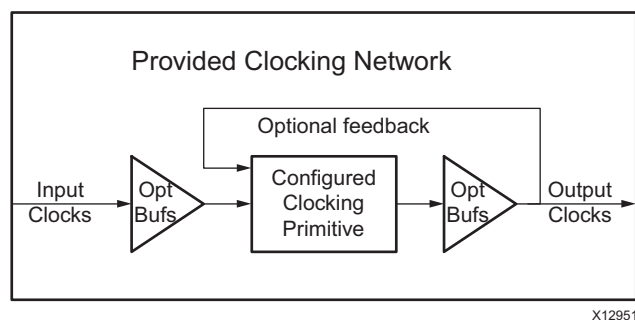 Provided Clocking Network
Optional feedback
Input
Clocks
Opt
Bufs
Configured
Clocking
Primitive
Opt
Bufs
Output
Clocks
X12951